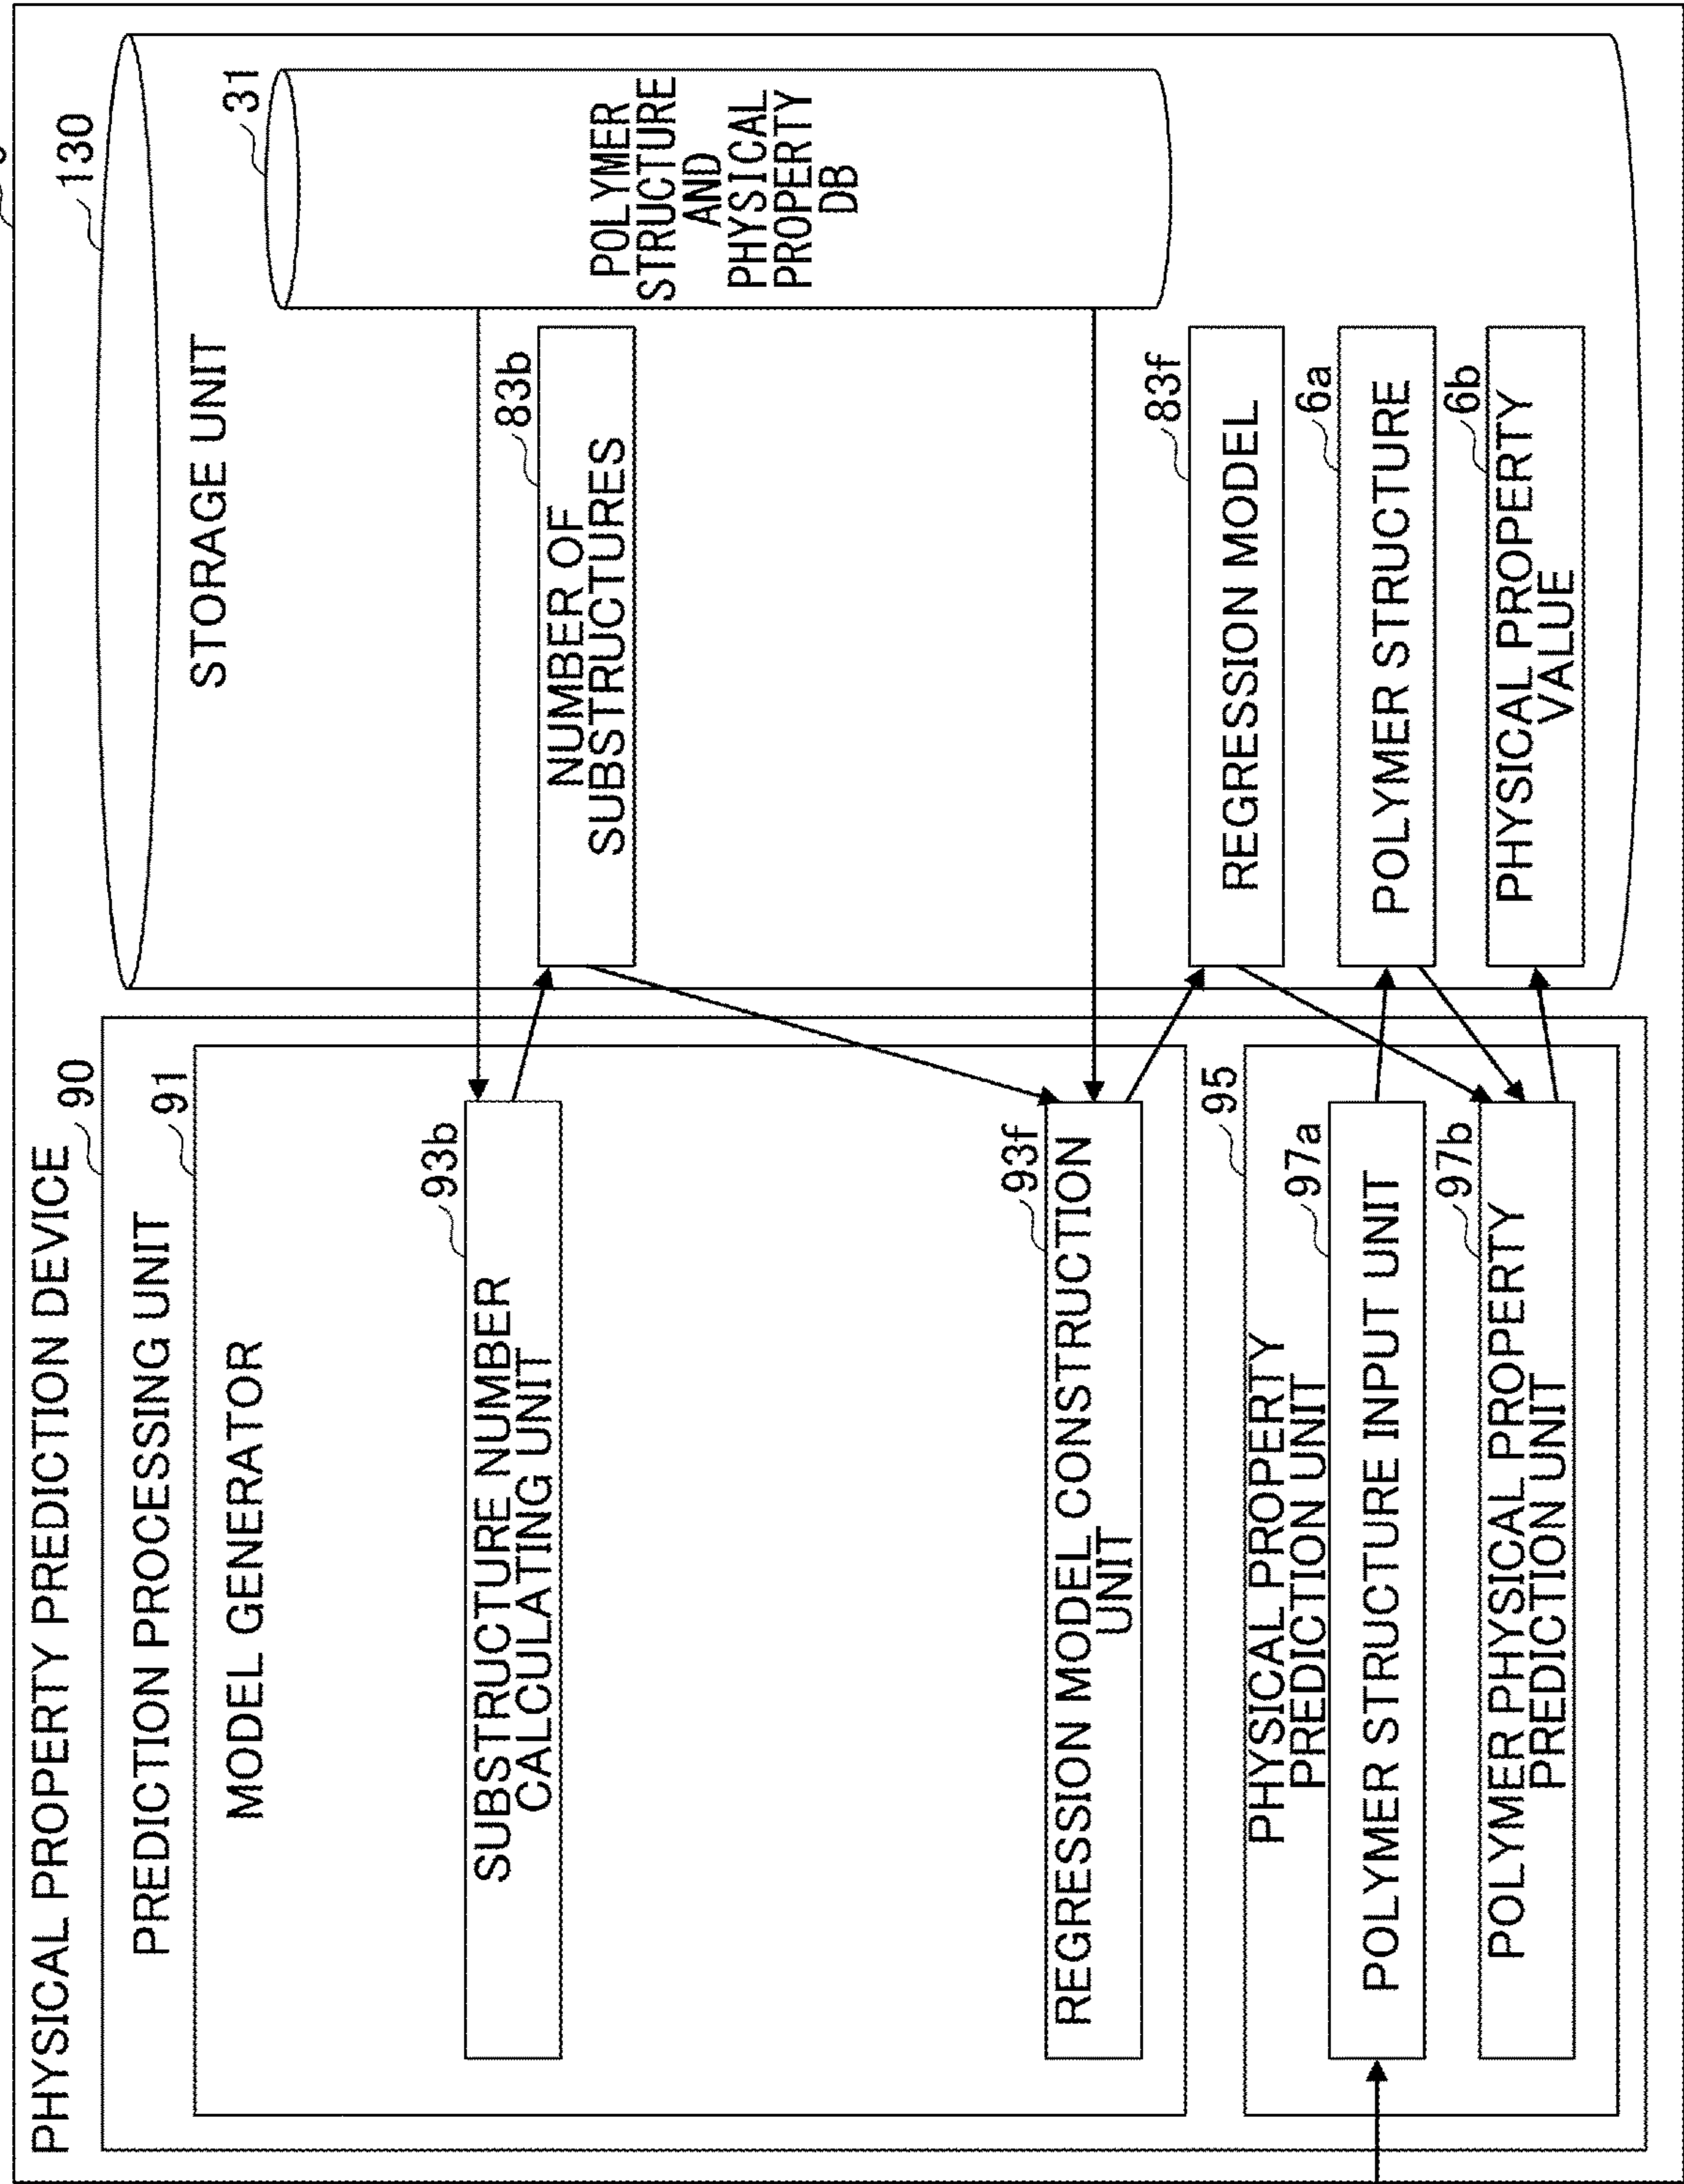 PHYSICAL PROPERTY PREDICTION DEVICE
90
PREDICTION PROCESSING UNIT
91
MODEL GENERATOR
93b
SUBSTRUCTURE NUMBER
CALCULATING UNIT
93f
REGRESSION MODEL CONSTRUCTION
UNIT
95
PHYSICAL PROPERTY
PREDICTION UNIT
97a
POLYMER STRUCTURE INPUT UNIT
97b
POLYMER PHYSICAL PROPERTY
PREDICTION UNIT
130
STORAGE UNIT
31
POLYMER
STRUCTURE
AND
PHYSICAL
PROPERTY
DB
83b
NUMBER OF
SUBSTRUCTURES
83f
REGRESSION MODEL
6a
POLYMER STRUCTURE
6b
PHYSICAL PROPERTY
VALUE